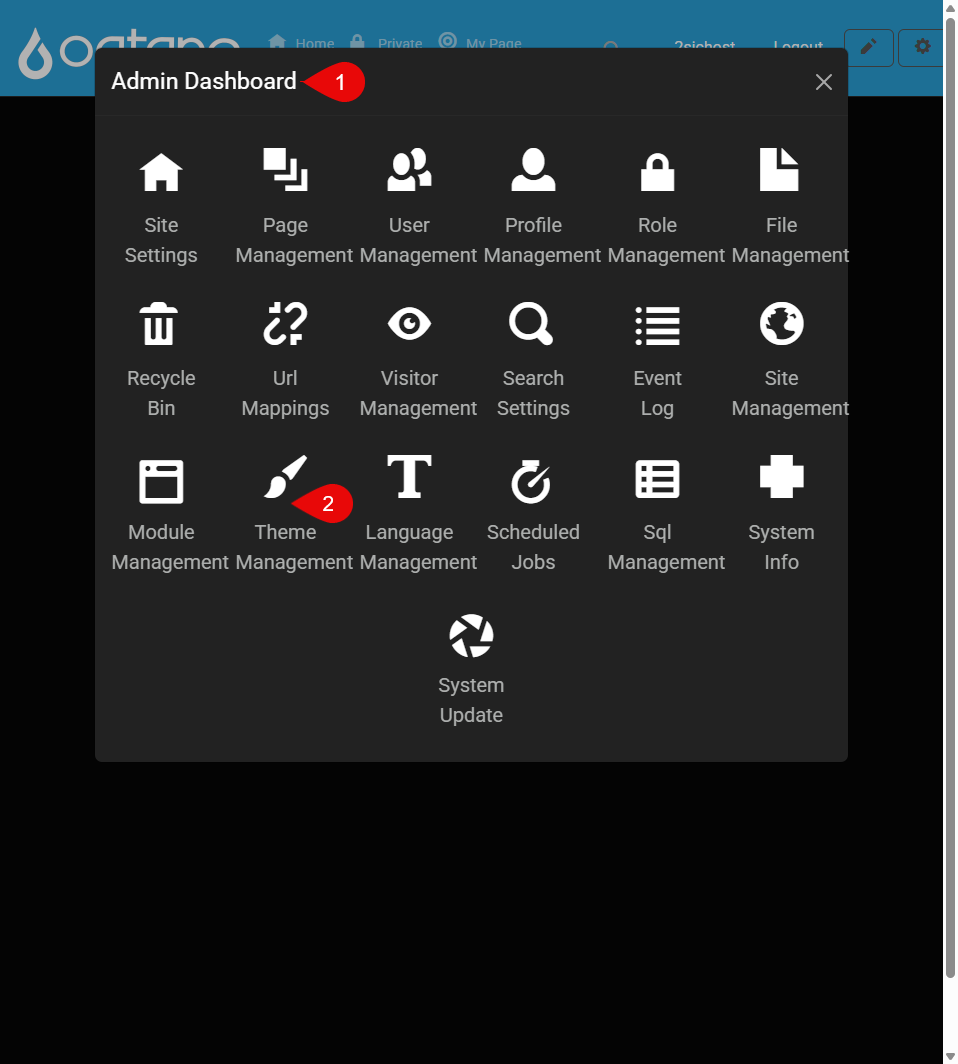 Home Private My Page
2sichost Logout
Admin Dashboard 1
Site Page User Profile Role File
Settings Management Management Management Management Management
Recycle Url Visitor Search Event Site
Bin Mappings Management Settings Log Management
2
Module Theme Language Scheduled Sql System
Management Management Management Jobs Management Info
System
Update